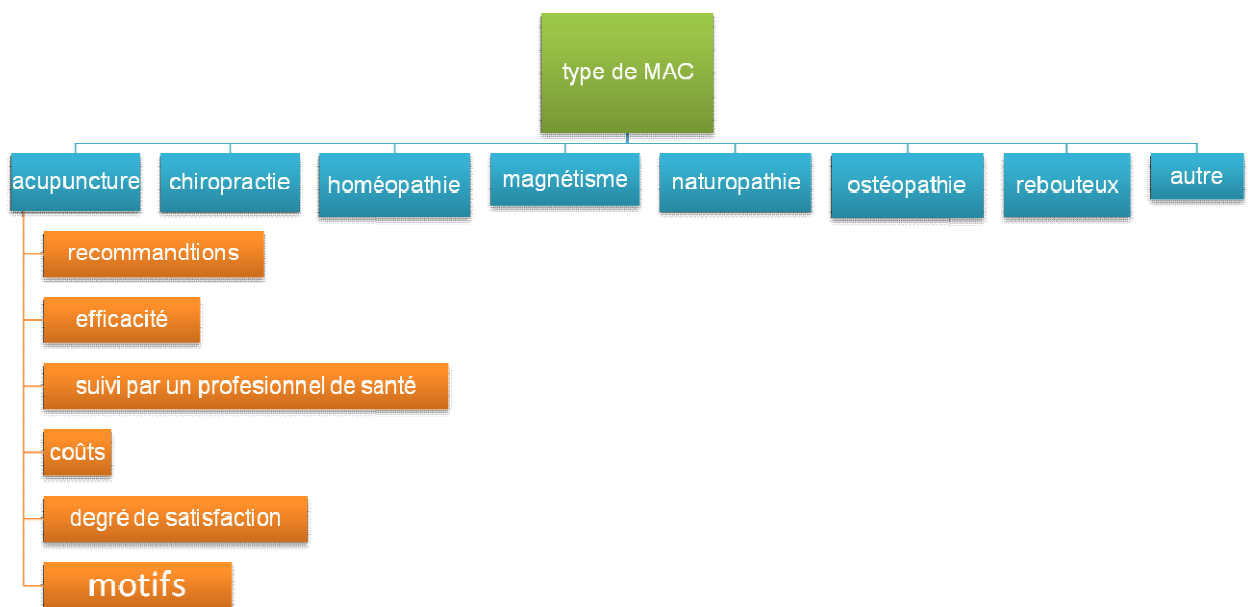 type de MAC
acupuncture
chiropractie
homéopathie
magnétisme
naturopathie
ostéopathie
rebouteux
autre
recommandtions
efficacité
suivi par un profesionnel de santé
coûts
degré de satisfaction
motifs